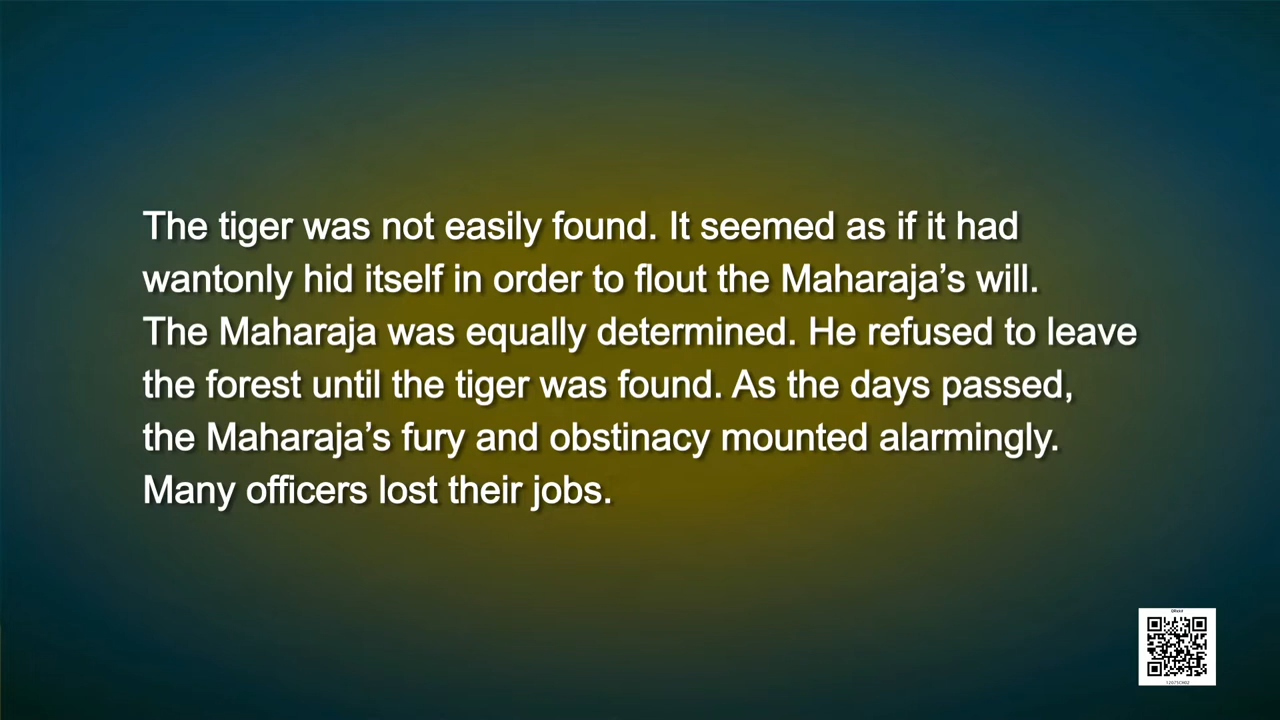 The tiger was not easily found. It seemed as if it had
wantonly hid itself in order to flout the Maharaja’s will.
The Maharaja was equally determined. He refused to leave
the forest until the tiger was found. As the days passed,
the Maharaja’s fury and obstinacy mounted alarmingly.
Many officers lost their jobs.